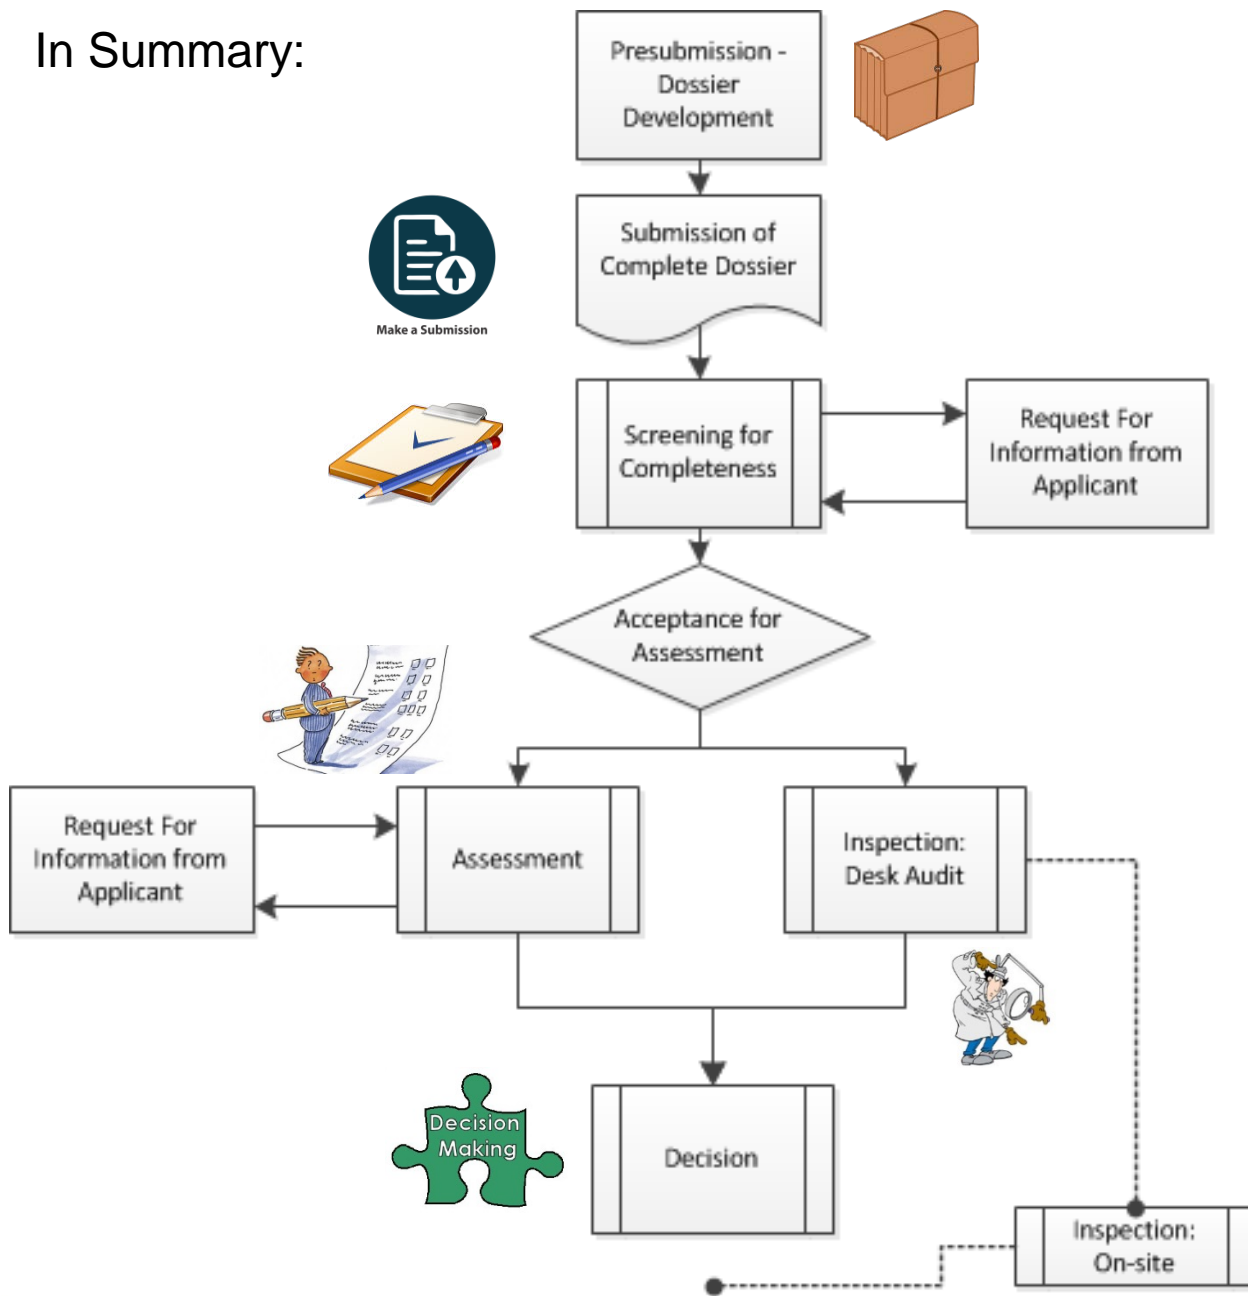 In Summary:
Presubmission -
Dossier
Development
Submission of
Complete Dossier
Make a Submission
Screening for
Completeness
Request For
Information from
Applicant
Acceptance for
Assessment
Request For
Information from
Applicant
Assessment
Inspection:
Desk Audit
Decision
Making
Decision
Inspection:
On-site